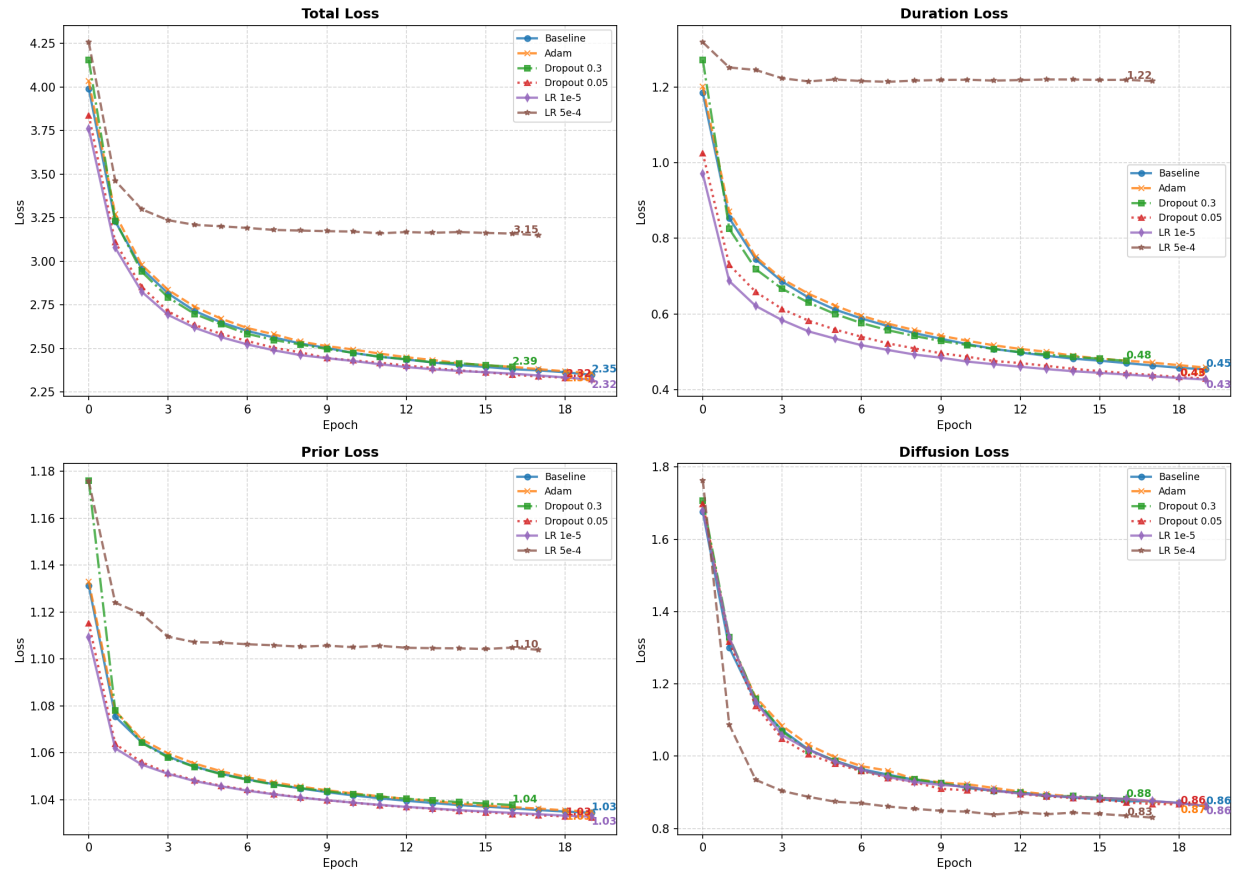 Total Loss
Loss
4.25
4.00
3.75
3.50
3.25
3.00
2.75
2.50
2.25
Baseline
Adam
Dropout 0.3
Dropout 0.05
LR 1e-5
LR 5e-4
3.15
2.39
2.35
2.32
2.32
0 3 6 9 12 15 18
Epoch
Duration Loss
Loss
1.2
1.0
0.8
0.6
0.4
Baseline
Adam
Dropout 0.3
Dropout 0.05
LR 1e-5
LR 5e-4
1.22
0.48
0.45
0.43
0.43
0 3 6 9 12 15 18
Epoch
Prior Loss
Loss
1.18
1.16
1.14
1.12
1.10
1.08
1.06
1.04
Baseline
Adam
Dropout 0.3
Dropout 0.05
LR 1e-5
LR 5e-4
1.10
1.04
1.03
1.03
1.03
0 3 6 9 12 15 18
Epoch
Diffusion Loss
Loss
1.8
1.6
1.4
1.2
1.0
0.8
Baseline
Adam
Dropout 0.3
Dropout 0.05
LR 1e-5
LR 5e-4
0.88
0.83
0.86
0.86
0.87
0.86
0 3 6 9 12 15 18
Epoch